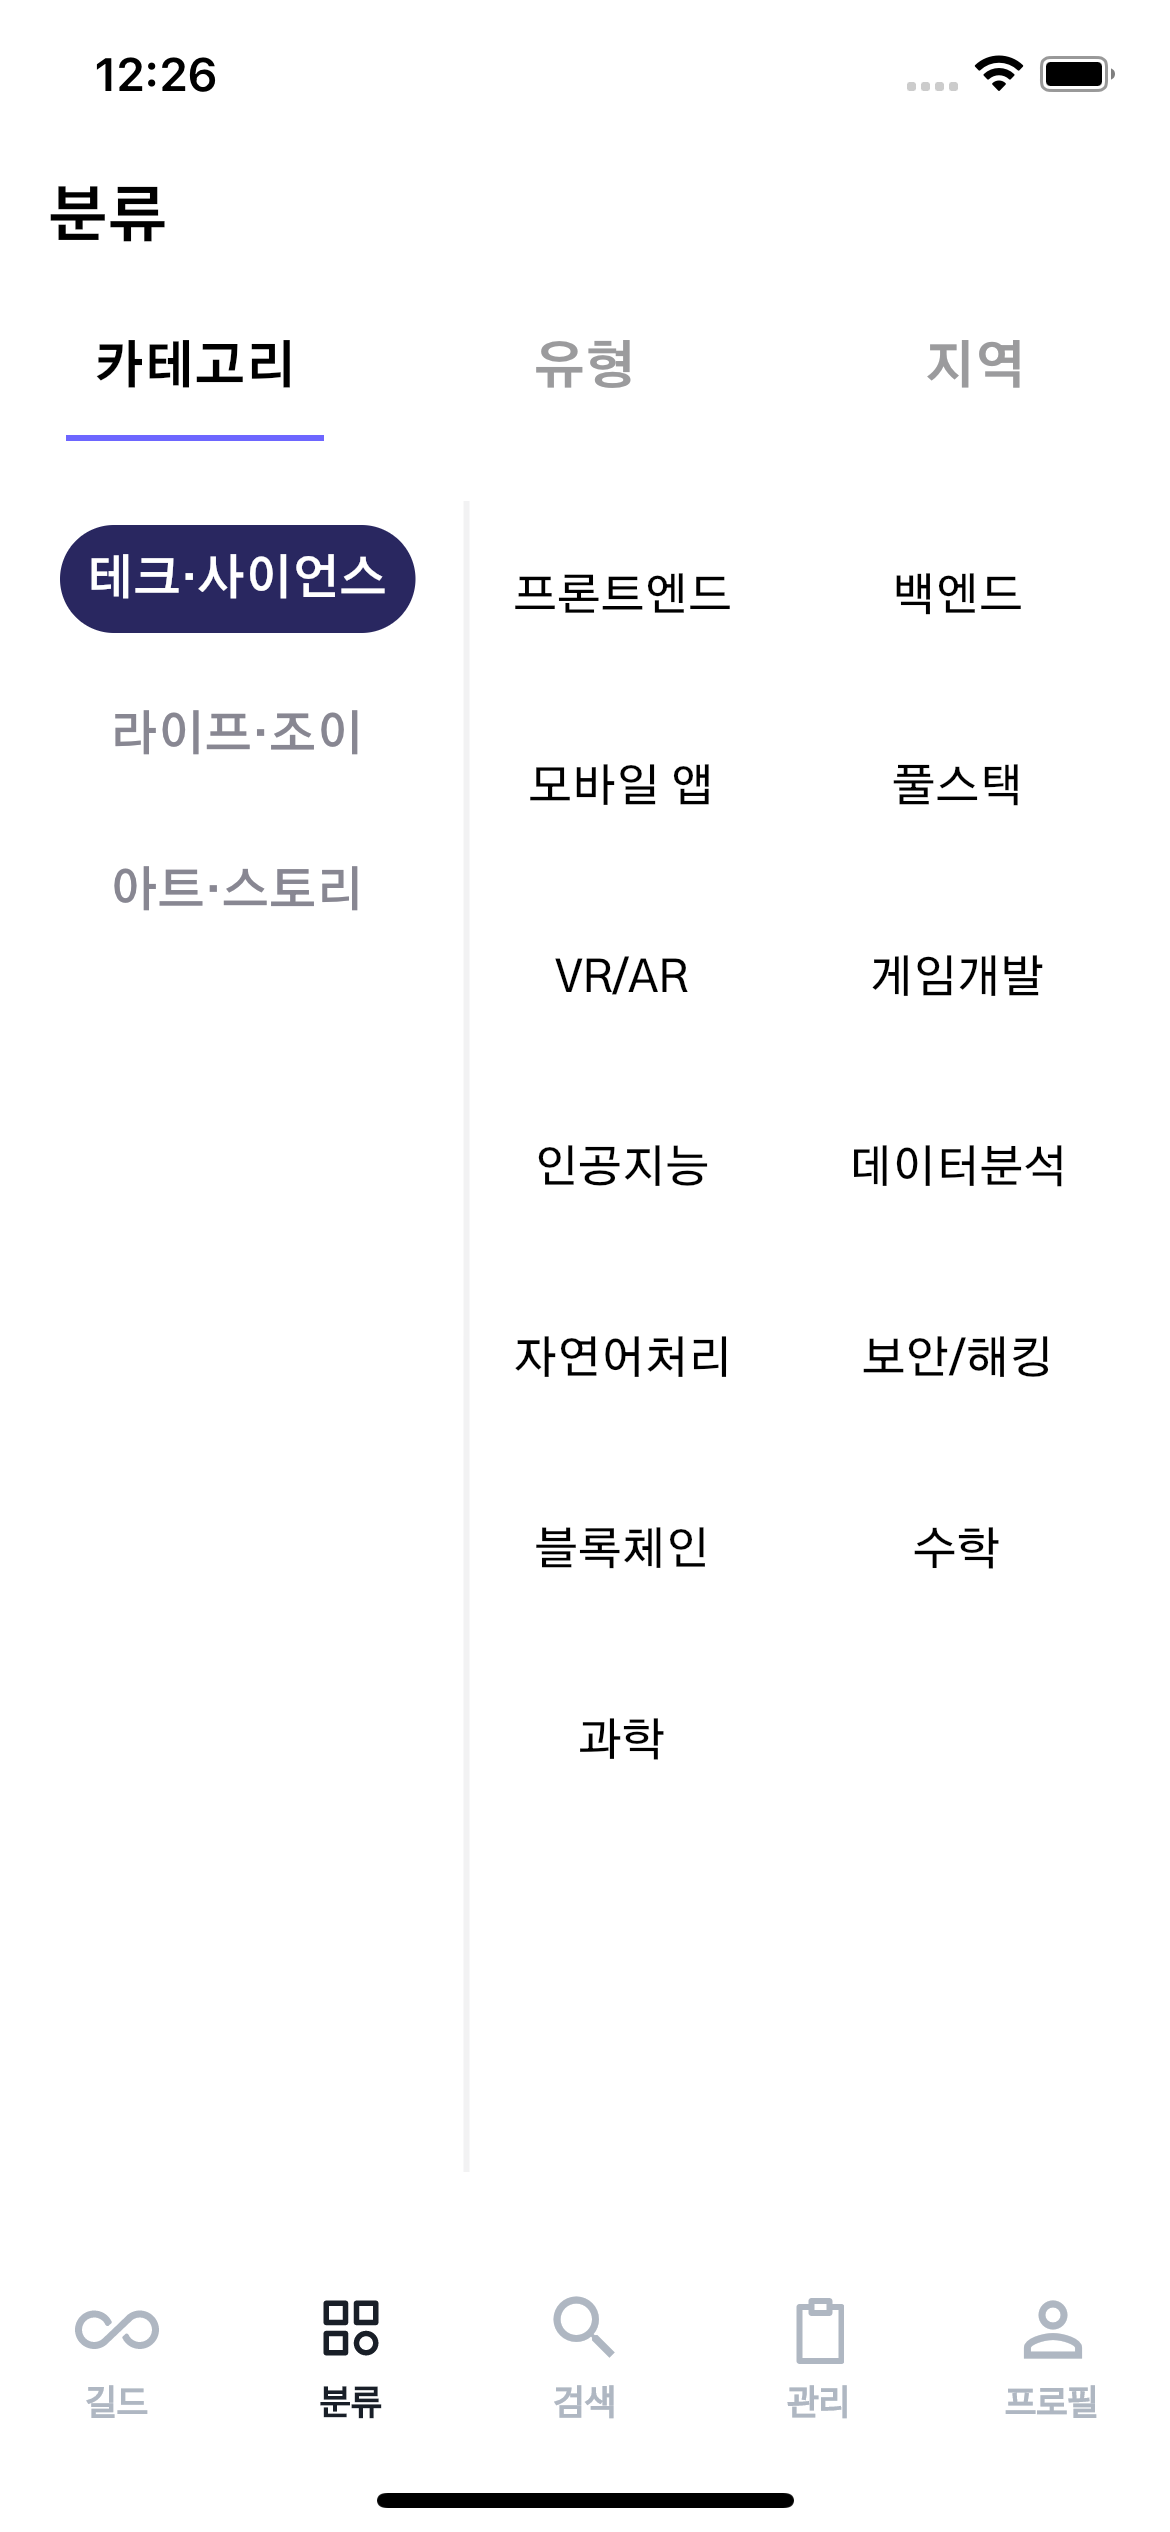 12:26
분류
카테고리 유형 지역
테크·사이언스
라이프·조이
아트·스토리
프론트엔드 백엔드
모바일 앱 풀스택
VR/AR 게임개발
인공지능 데이터분석
자연어처리 보안/해킹
블록체인 수학
과학
길드 분류 검색 관리 프로필